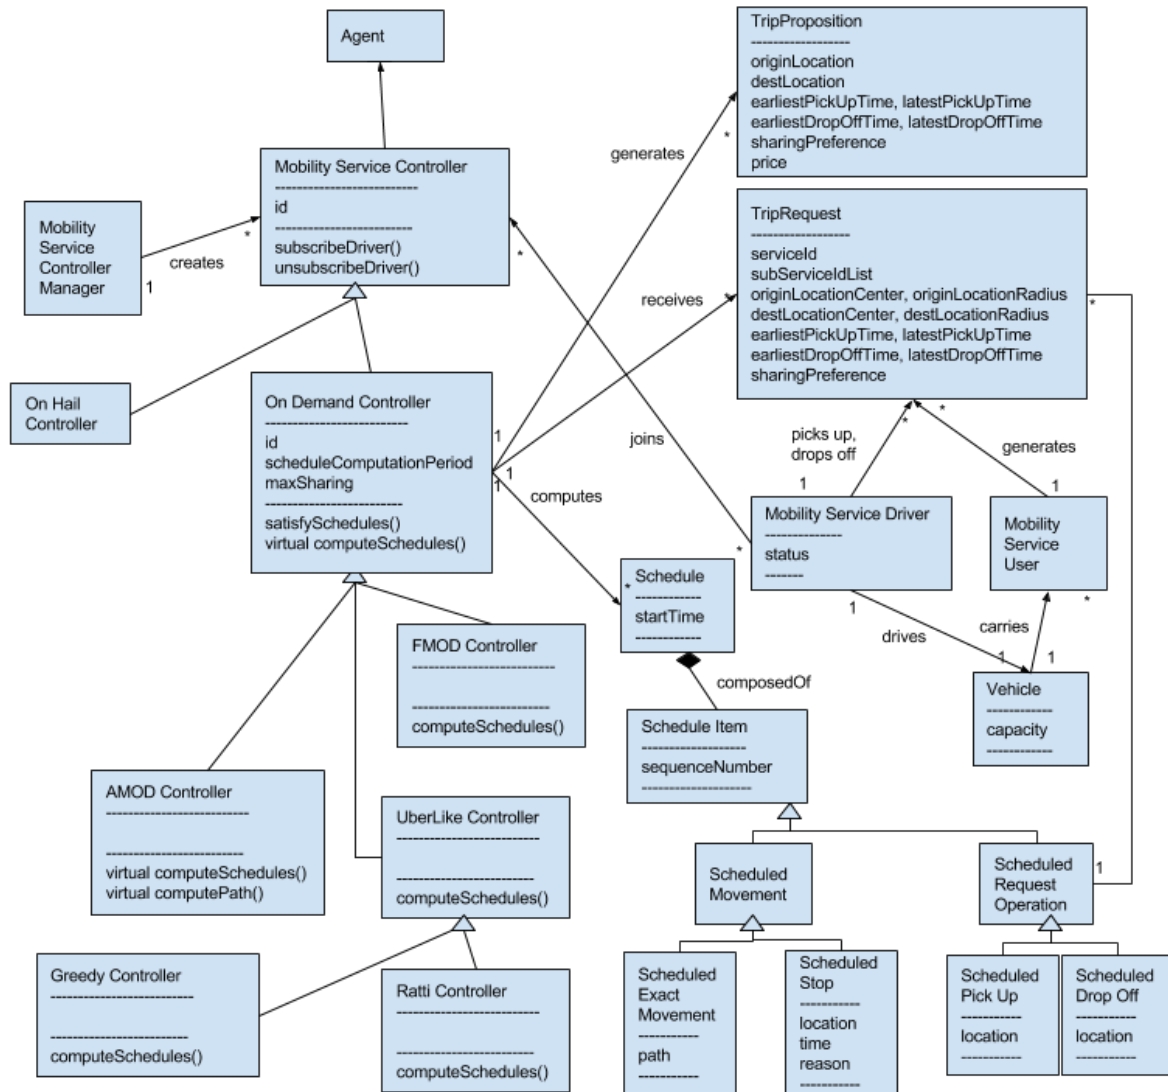 Agent
TripProposition
------------------
originLocation
destLocation
earliestPickUpTime, latestPickUpTime
earliestDropOffTime, latestDropOffTime
sharingPreference
price
generates
*
Mobility Service Controller
--------------------------
id
-------------------------
subscribeDriver()
unsubscribeDriver()
Mobility
Service
Controller
Manager
*
creates
1
*
TripRequest
------------------
serviceId
subServiceIdList
originLocationCenter, originLocationRadius
destLocationCenter, destLocationRadius
earliestPickUpTime, latestPickUpTime
earliestDropOffTime, latestDropOffTime
sharingPreference
receives
*
*
On Hail
Controller
On Demand Controller
--------------------------
id
scheduleComputationPeriod
maxSharing
-------------------------
satisfySchedules()
virtual computeSchedules()
1
1
1
computes
joins
picks up,
drops off
*
*
generates
1
1
Mobility Service Driver
--------------
status
-------
*
Mobility
Service
User
*
1
drives
carries
1
1
Schedule
------------
startTime
------------
*
composedOf
Vehicle
------------
capacity
------------
FMOD Controller
--------------------------
-------------------------
computeSchedules()
Schedule Item
-------------------
sequenceNumber
--------------------
AMOD Controller
--------------------------
-------------------------
virtual computeSchedules()
virtual computePath()
UberLike Controller
--------------------------
-------------------------
computeSchedules()
Scheduled
Movement
Scheduled
Request
Operation
1
Greedy Controller
--------------------------
-------------------------
computeSchedules()
Ratti Controller
--------------------------
-------------------------
computeSchedules()
Scheduled
Exact
Movement
-----------
path
-----------
Scheduled
Stop
-----------
location
time
reason
-----------
Scheduled
Pick Up
-----------
location
-----------
Scheduled
Drop Off
-----------
location
-----------